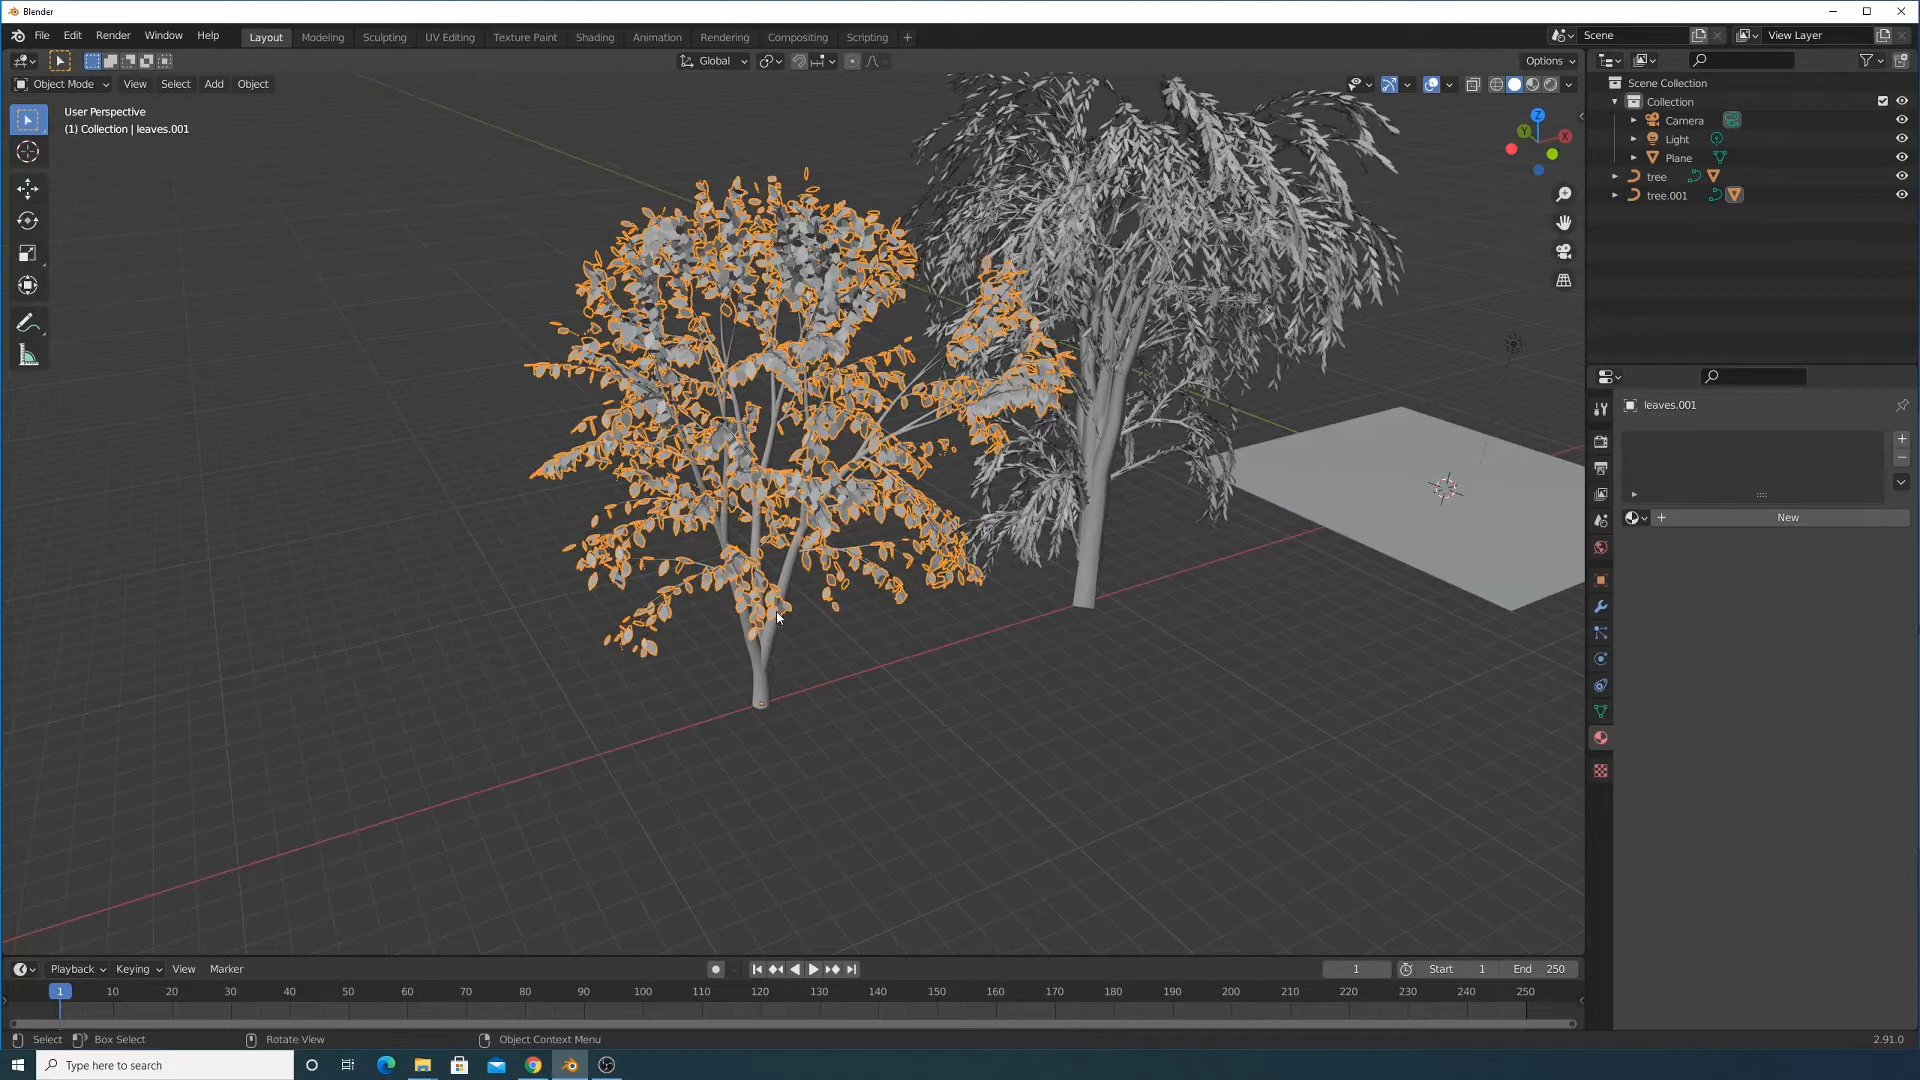 Blender
File Edit Render Window Help
Layout Modeling Sculpting UV Editing Texture Paint Shading Animation Rendering Compositing Scripting +
Scene
View Layer
Global
Options
Object Mode View Select Add Object
User Perspective
(1) Collection | leaves.001
Z
Y
X
Scene Collection
Collection
Camera
Light
Plane
tree
tree.001
leaves.001
New
Playback Keying View Marker
1 Start 1 End 250
1 10 20 30 40 50 60 70 80 90 100 110 120 130 140 150 160 170 180 190 200 210 220 230 240 250
Select Box Select Rotate View Object Context Menu 2.91.0
Type here to search